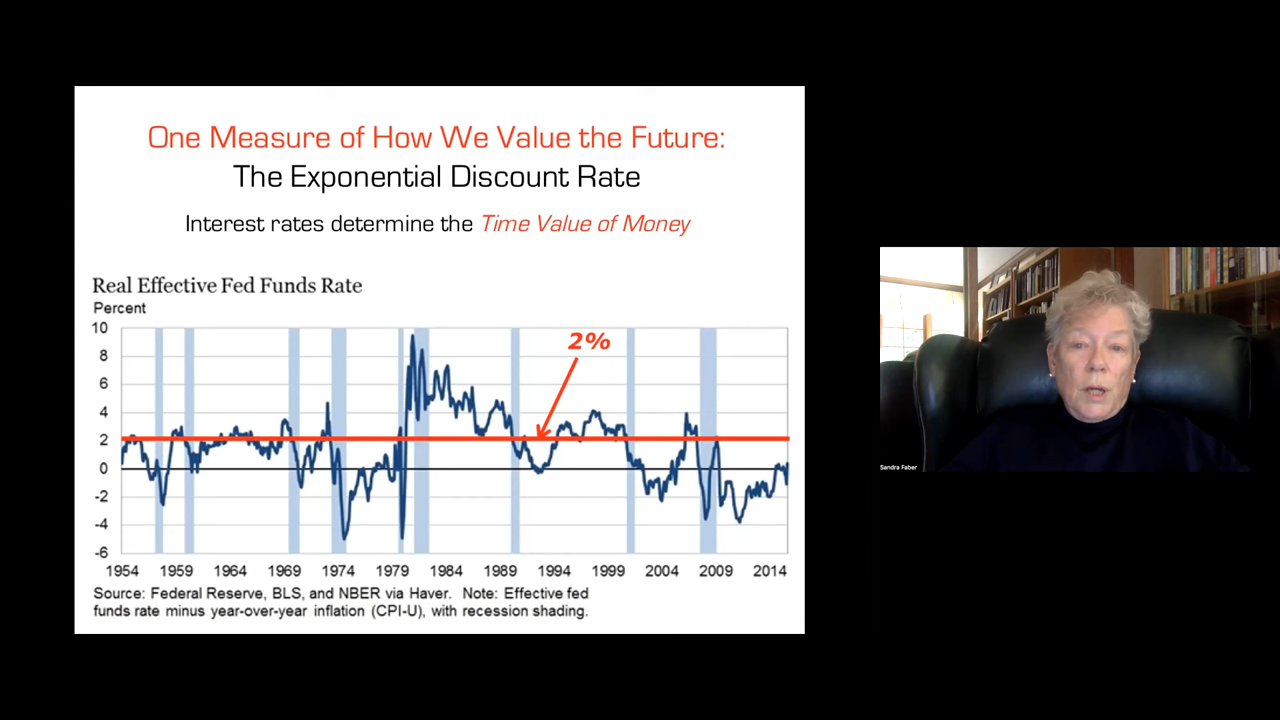 One Measure of How We Value the Future:
The Exponential Discount Rate
Interest rates determine the Time Value of Money
Real Effective Fed Funds Rate
Percent
10
8
6
4
2
0
-2
-4
-6
2%
1954 1959 1964 1969 1974 1979 1984 1989 1994 1999 2004 2009 2014
Source: Federal Reserve, BLS, and NBER via Haver. Note: Effective fed
funds rate minus year-over-year inflation (CPI-U), with recession shading.
Sandra Faber